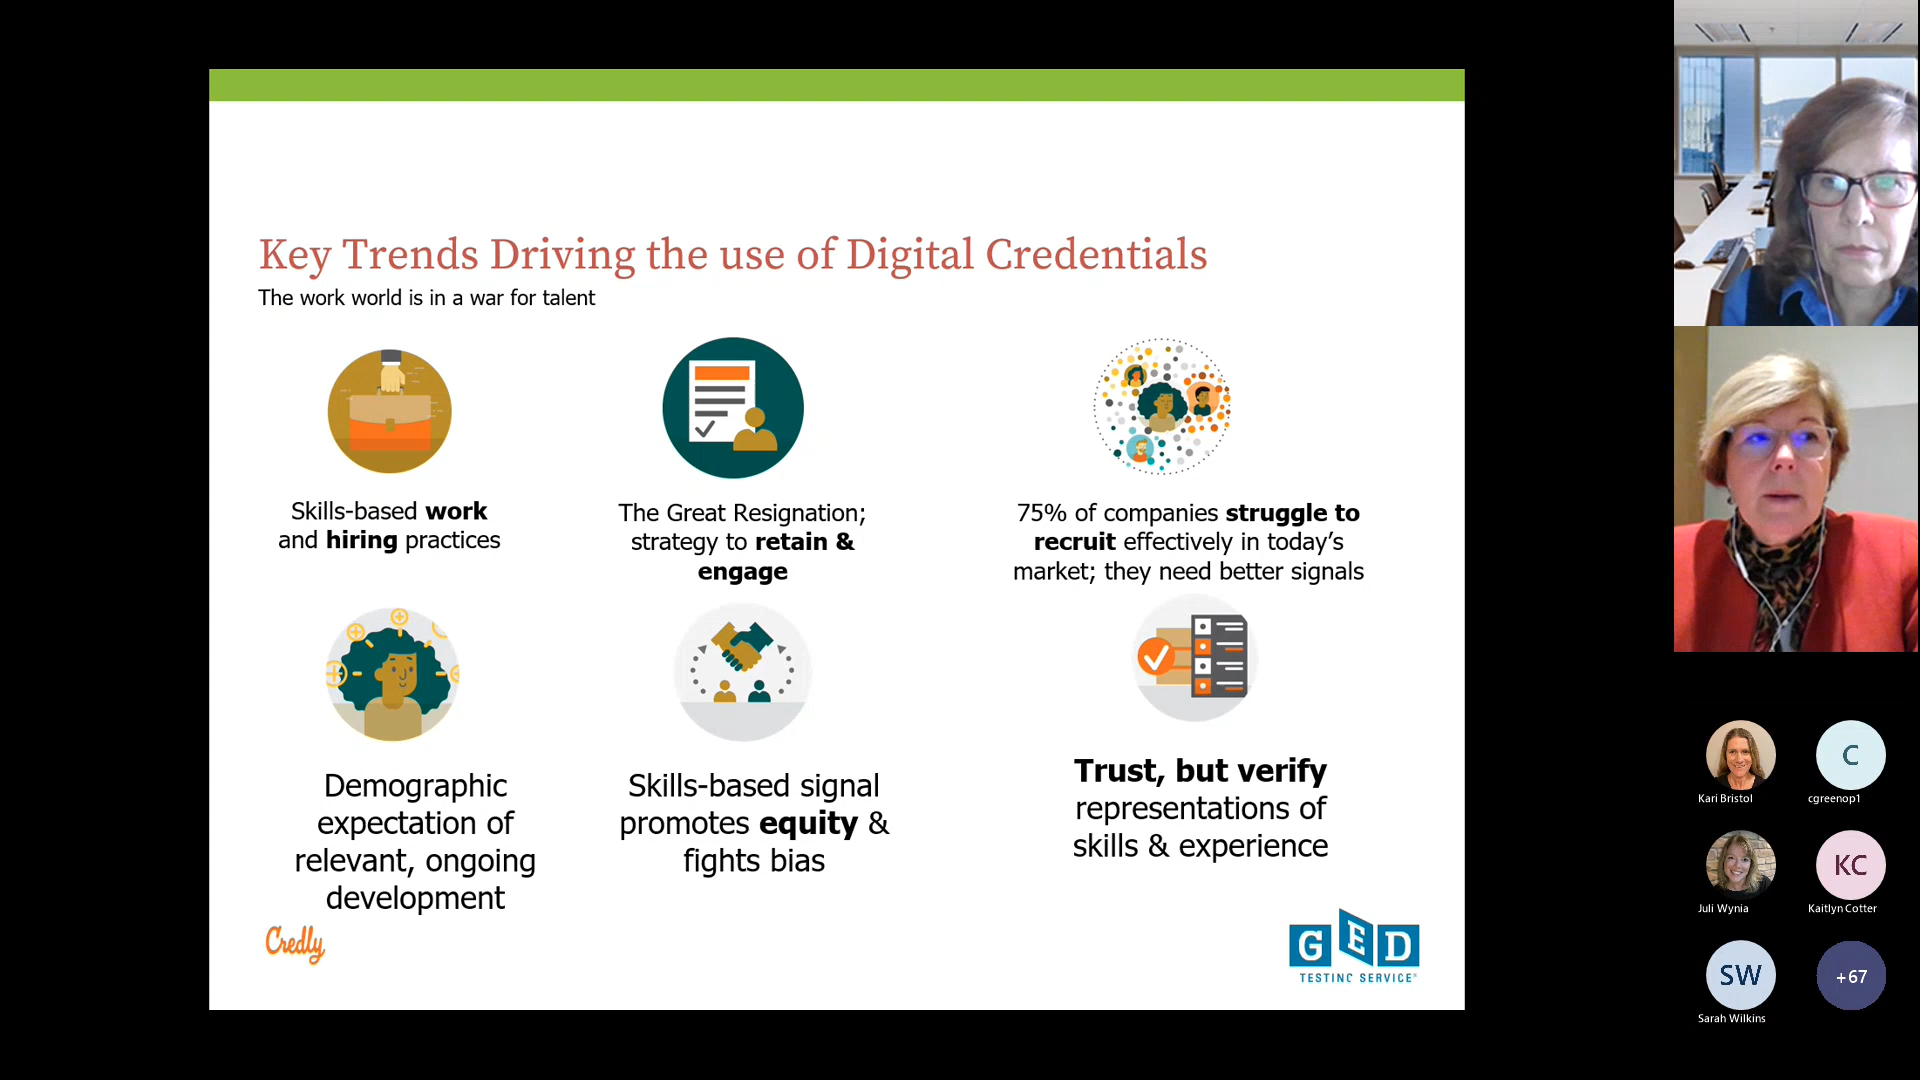 Key Trends Driving the use of Digital Credentials
The work world is in a war for talent
Skills-based work
and hiring practices
The Great Resignation;
strategy to retain &
engage
75% of companies struggle to
recruit effectively in today’s
market; they need better signals
Demographic
expectation of
relevant, ongoing
development
Skills-based signal
promotes equity &
fights bias
Trust, but verify
representations of
skills & experience
Credly
GED
TESTING SERVICE®
Kari Bristol
C
cgreenop1
Juli Wynia
KC
Kaitlyn Cotter
SW
Sarah Wilkins
+67